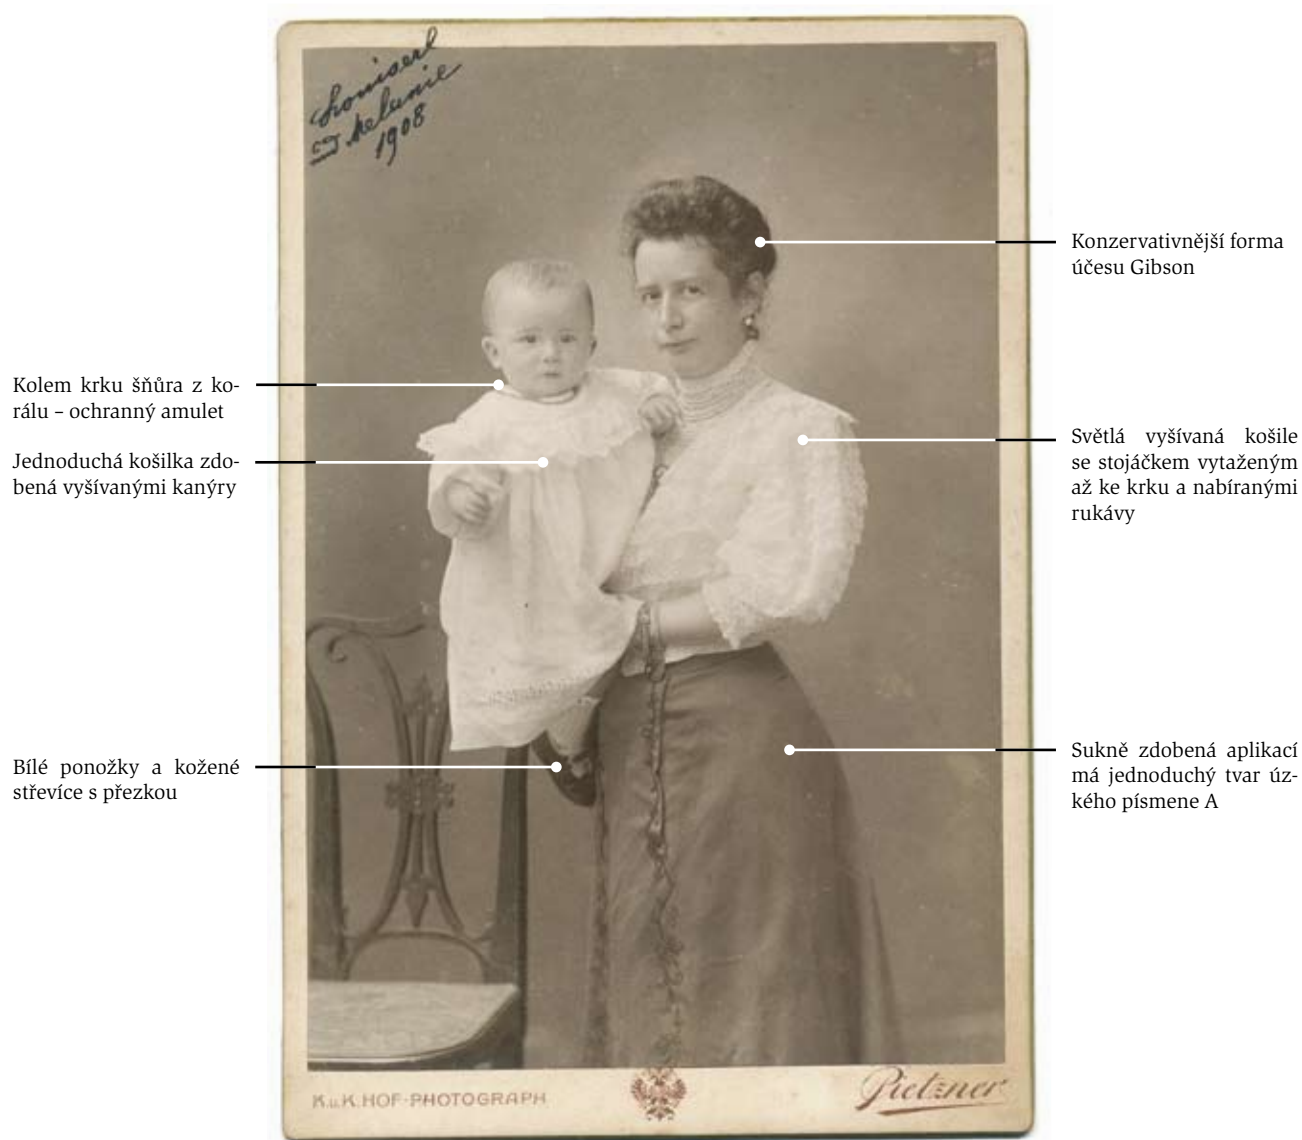 Melanie
1908
Konzervativnější forma
účesu Gibson
Kolem krku šňůra z ko-
rálu – ochranný amulet
Jednoduchá košilka zdo-
bená vyšívanými kanýry
Světlá vyšívaná košile
se stojáčkem vytaženým
až ke krku a nabíranými
rukávy
Bílé ponožky a kožené
střevíce s přezkou
Sukně zdobená aplikací
má jednoduchý tvar úz-
kého písmene A
K.u.K. HOF-PHOTOGRAPH
Pietzner